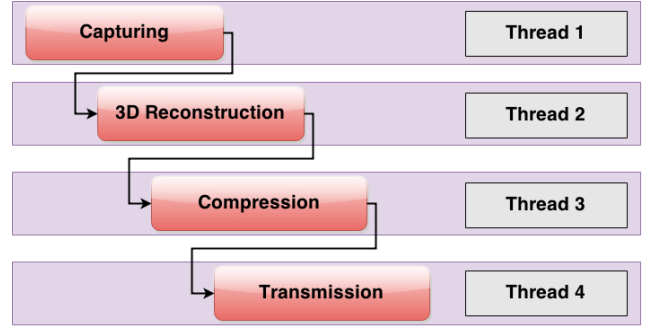 Capturing
Thread 1
3D Reconstruction
Thread 2
Compression
Thread 3
Transmission
Thread 4